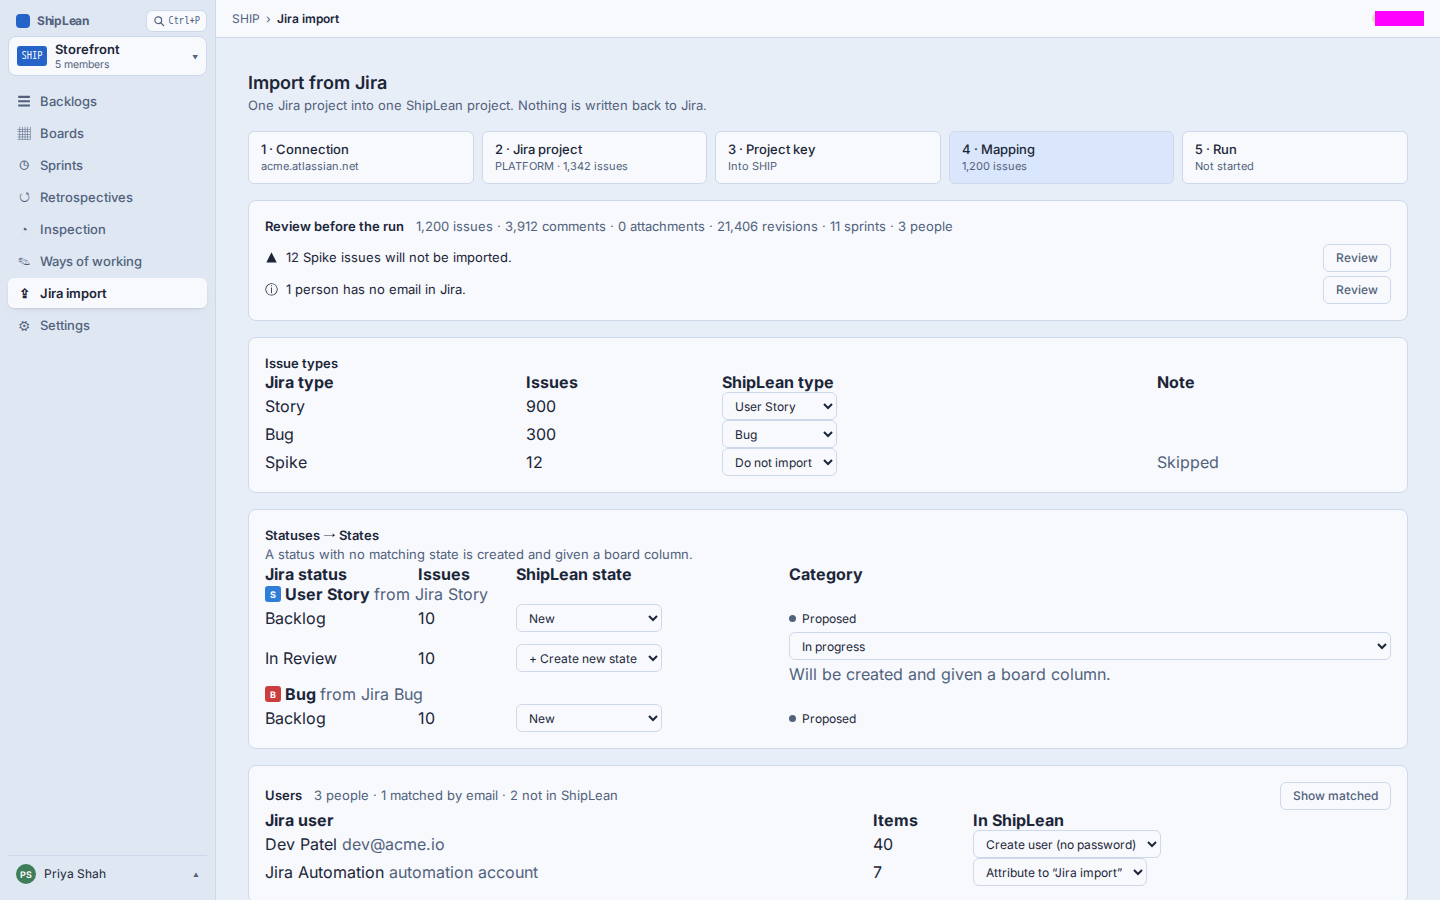 ShipLean
Ctrl+P
SHIP
Storefront
5 members
Backlogs
Boards
Sprints
Retrospectives
Inspection
Ways of working
Jira import
Settings
PS Priya Shah
SHIP › Jira import
Import from Jira
One Jira project into one ShipLean project. Nothing is written back to Jira.
1 · Connection
acme.atlassian.net
2 · Jira project
PLATFORM · 1,342 issues
3 · Project key
Into SHIP
4 · Mapping
1,200 issues
5 · Run
Not started
Review before the run 1,200 issues · 3,912 comments · 0 attachments · 21,406 revisions · 11 sprints · 3 people
12 Spike issues will not be imported. Review
1 person has no email in Jira. Review
Issue types
Jira type Issues ShipLean type Note
Story 900 User Story
Bug 300 Bug
Spike 12 Do not import Skipped
Statuses → States
A status with no matching state is created and given a board column.
Jira status Issues ShipLean state Category
S User Story from Jira Story
Backlog 10 New Proposed
In Review 10 + Create new state In progress
Will be created and given a board column.
B Bug from Jira Bug
Backlog 10 New Proposed
Users 3 people · 1 matched by email · 2 not in ShipLean Show matched
Jira user Items In ShipLean
Dev Patel dev@acme.io 40 Create user (no password)
Jira Automation automation account 7 Attribute to “Jira import”